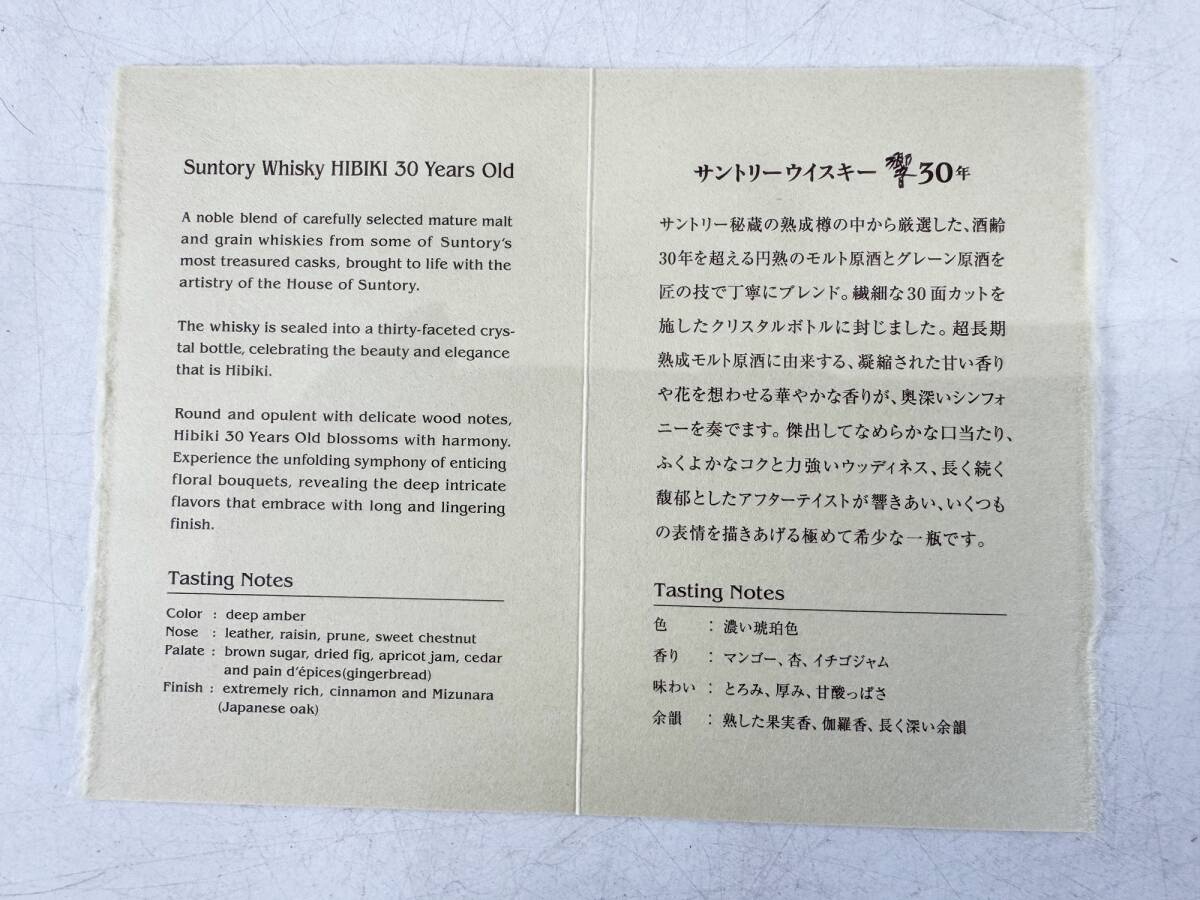 Suntory Whisky HIBIKI 30 Years Old
A noble blend of carefully selected mature malt
and grain whiskies from some of Suntory's
most treasured casks, brought to life with the
artistry of the House of Suntory.
The whisky is sealed into a thirty-faceted crys-
tal bottle, celebrating the beauty and elegance
that is Hibiki.
Round and opulent with delicate wood notes,
Hibiki 30 Years Old blossoms with harmony.
Experience the unfolding symphony of enticing
floral bouquets, revealing the deep intricate
flavors that embrace with long and lingering
finish.
Tasting Notes
Color : deep amber
Nose : leather, raisin, prune, sweet chestnut
Palate : brown sugar, dried fig, apricot jam, cedar
and pain d'épices(gingerbread)
Finish : extremely rich, cinnamon and Mizunara
(Japanese oak)
サントリーウイスキー 響30年
サントリー秘蔵の熟成樽の中から厳選した、酒齢
30年を超える円熟のモルト原酒とグレーン原酒を
匠の技で丁寧にブレンド。繊細な30面カットを
施したクリスタルボトルに封じました。超長期
熟成モルト原酒に由来する、凝縮された甘い香り
や花を想わせる華やかな香りが、奥深いシンフォ
ニーを奏でます。傑出してなめらかな口当たり、
ふくよかなコクと力強いウッディネス、長く続く
馥郁としたアフターテイストが響きあい、いくつも
の表情を描きあげる極めて希少な一瓶です。
Tasting Notes
色 : 濃い琥珀色
香り : マンゴー、杏、イチゴジャム
味わい : とろみ、厚み、甘酸っぱさ
余韻 : 熟した果実香、伽羅香、長く深い余韻